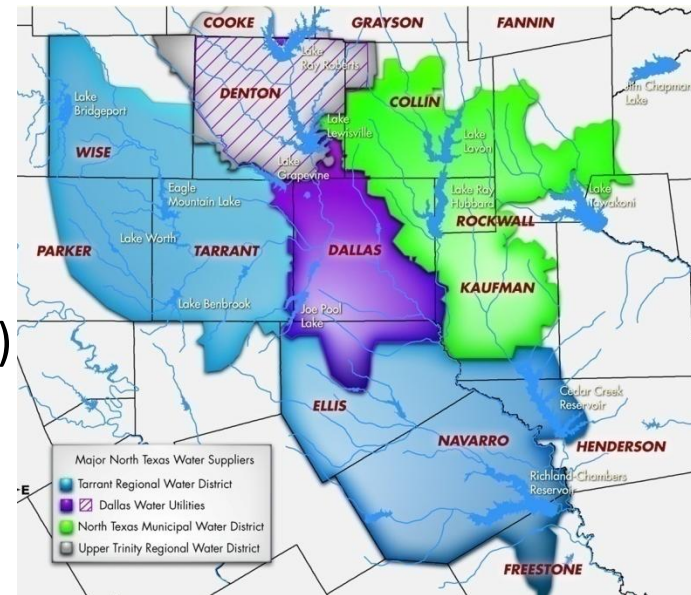 COOKE
GRAYSON
FANNIN
Lake
Ray Roberts
DENTON
COLLIN
Jim Chapman
Lake
Lake
Bridgeport
Lake
Lewisville
Lake
Lavon
WISE
Lake
Grapevine
Eagle
Mountain Lake
Lake Ray
Hubbard
Lake
Tawakoni
ROCKWALL
PARKER
Lake Worth
TARRANT
DALLAS
KAUFMAN
Lake Benbrook
Joe Pool
Lake
)
ELLIS
Cedar Creek
Reservoir
NAVARRO
HENDERSON
Richland-Chambers
Reservoir
Major North Texas Water Suppliers
Tarrant Regional Water District
Dallas Water Utilities
North Texas Municipal Water District
Upper Trinity Regional Water District
E
FREESTONE